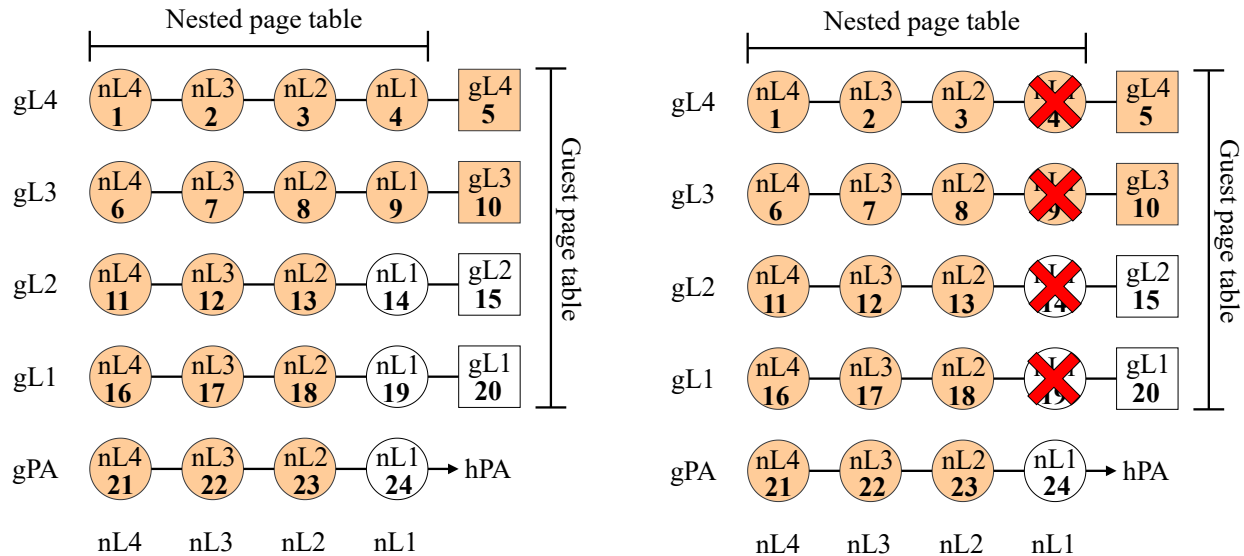 Nested page table
gL4 nL4 nL3 nL2 nL1 gL4
1 2 3 4 5
gL3 nL4 nL3 nL2 nL1 gL3
6 7 8 9 10
gL2 nL4 nL3 nL2 nL1 gL2
11 12 13 14 15
gL1 nL4 nL3 nL2 nL1 gL1
16 17 18 19 20
gPA nL4 nL3 nL2 nL1 hPA
21 22 23 24
nL4 nL3 nL2 nL1
Guest page table
Nested page table
gL4 nL4 nL3 nL2 gL4
1 2 3 4 5
gL3 nL4 nL3 nL2 gL3
6 7 8 9 10
gL2 nL4 nL3 nL2 gL2
11 12 13 14 15
gL1 nL4 nL3 nL2 gL1
16 17 18 19 20
gPA nL4 nL3 nL2 nL1 hPA
21 22 23 24
nL4 nL3 nL2 nL1
Guest page table